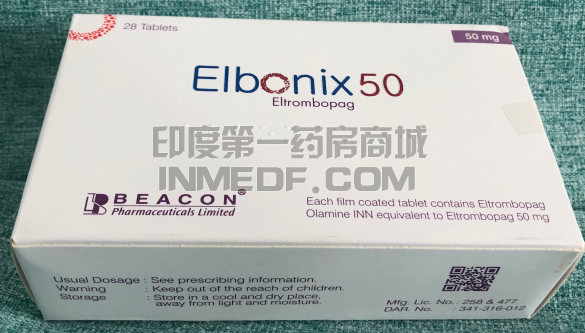 28 Tablets
50 mg
Elbonix 50
Eltrombopag
印度第一药房商城
INMEDF.COM
BEACON®
Pharmaceuticals Limited
Each film coated tablet contains Eltrombopag
Olamine INN equivalent to Eltrombopag 50 mg
Usual Dosage : See prescribing information.
Warning : Keep out of the reach of children.
Storage : Store in a cool and dry place,
away from light and moisture.
Mfg. Lic. No. : 258 & 477
DAR. No. : 341-316-012